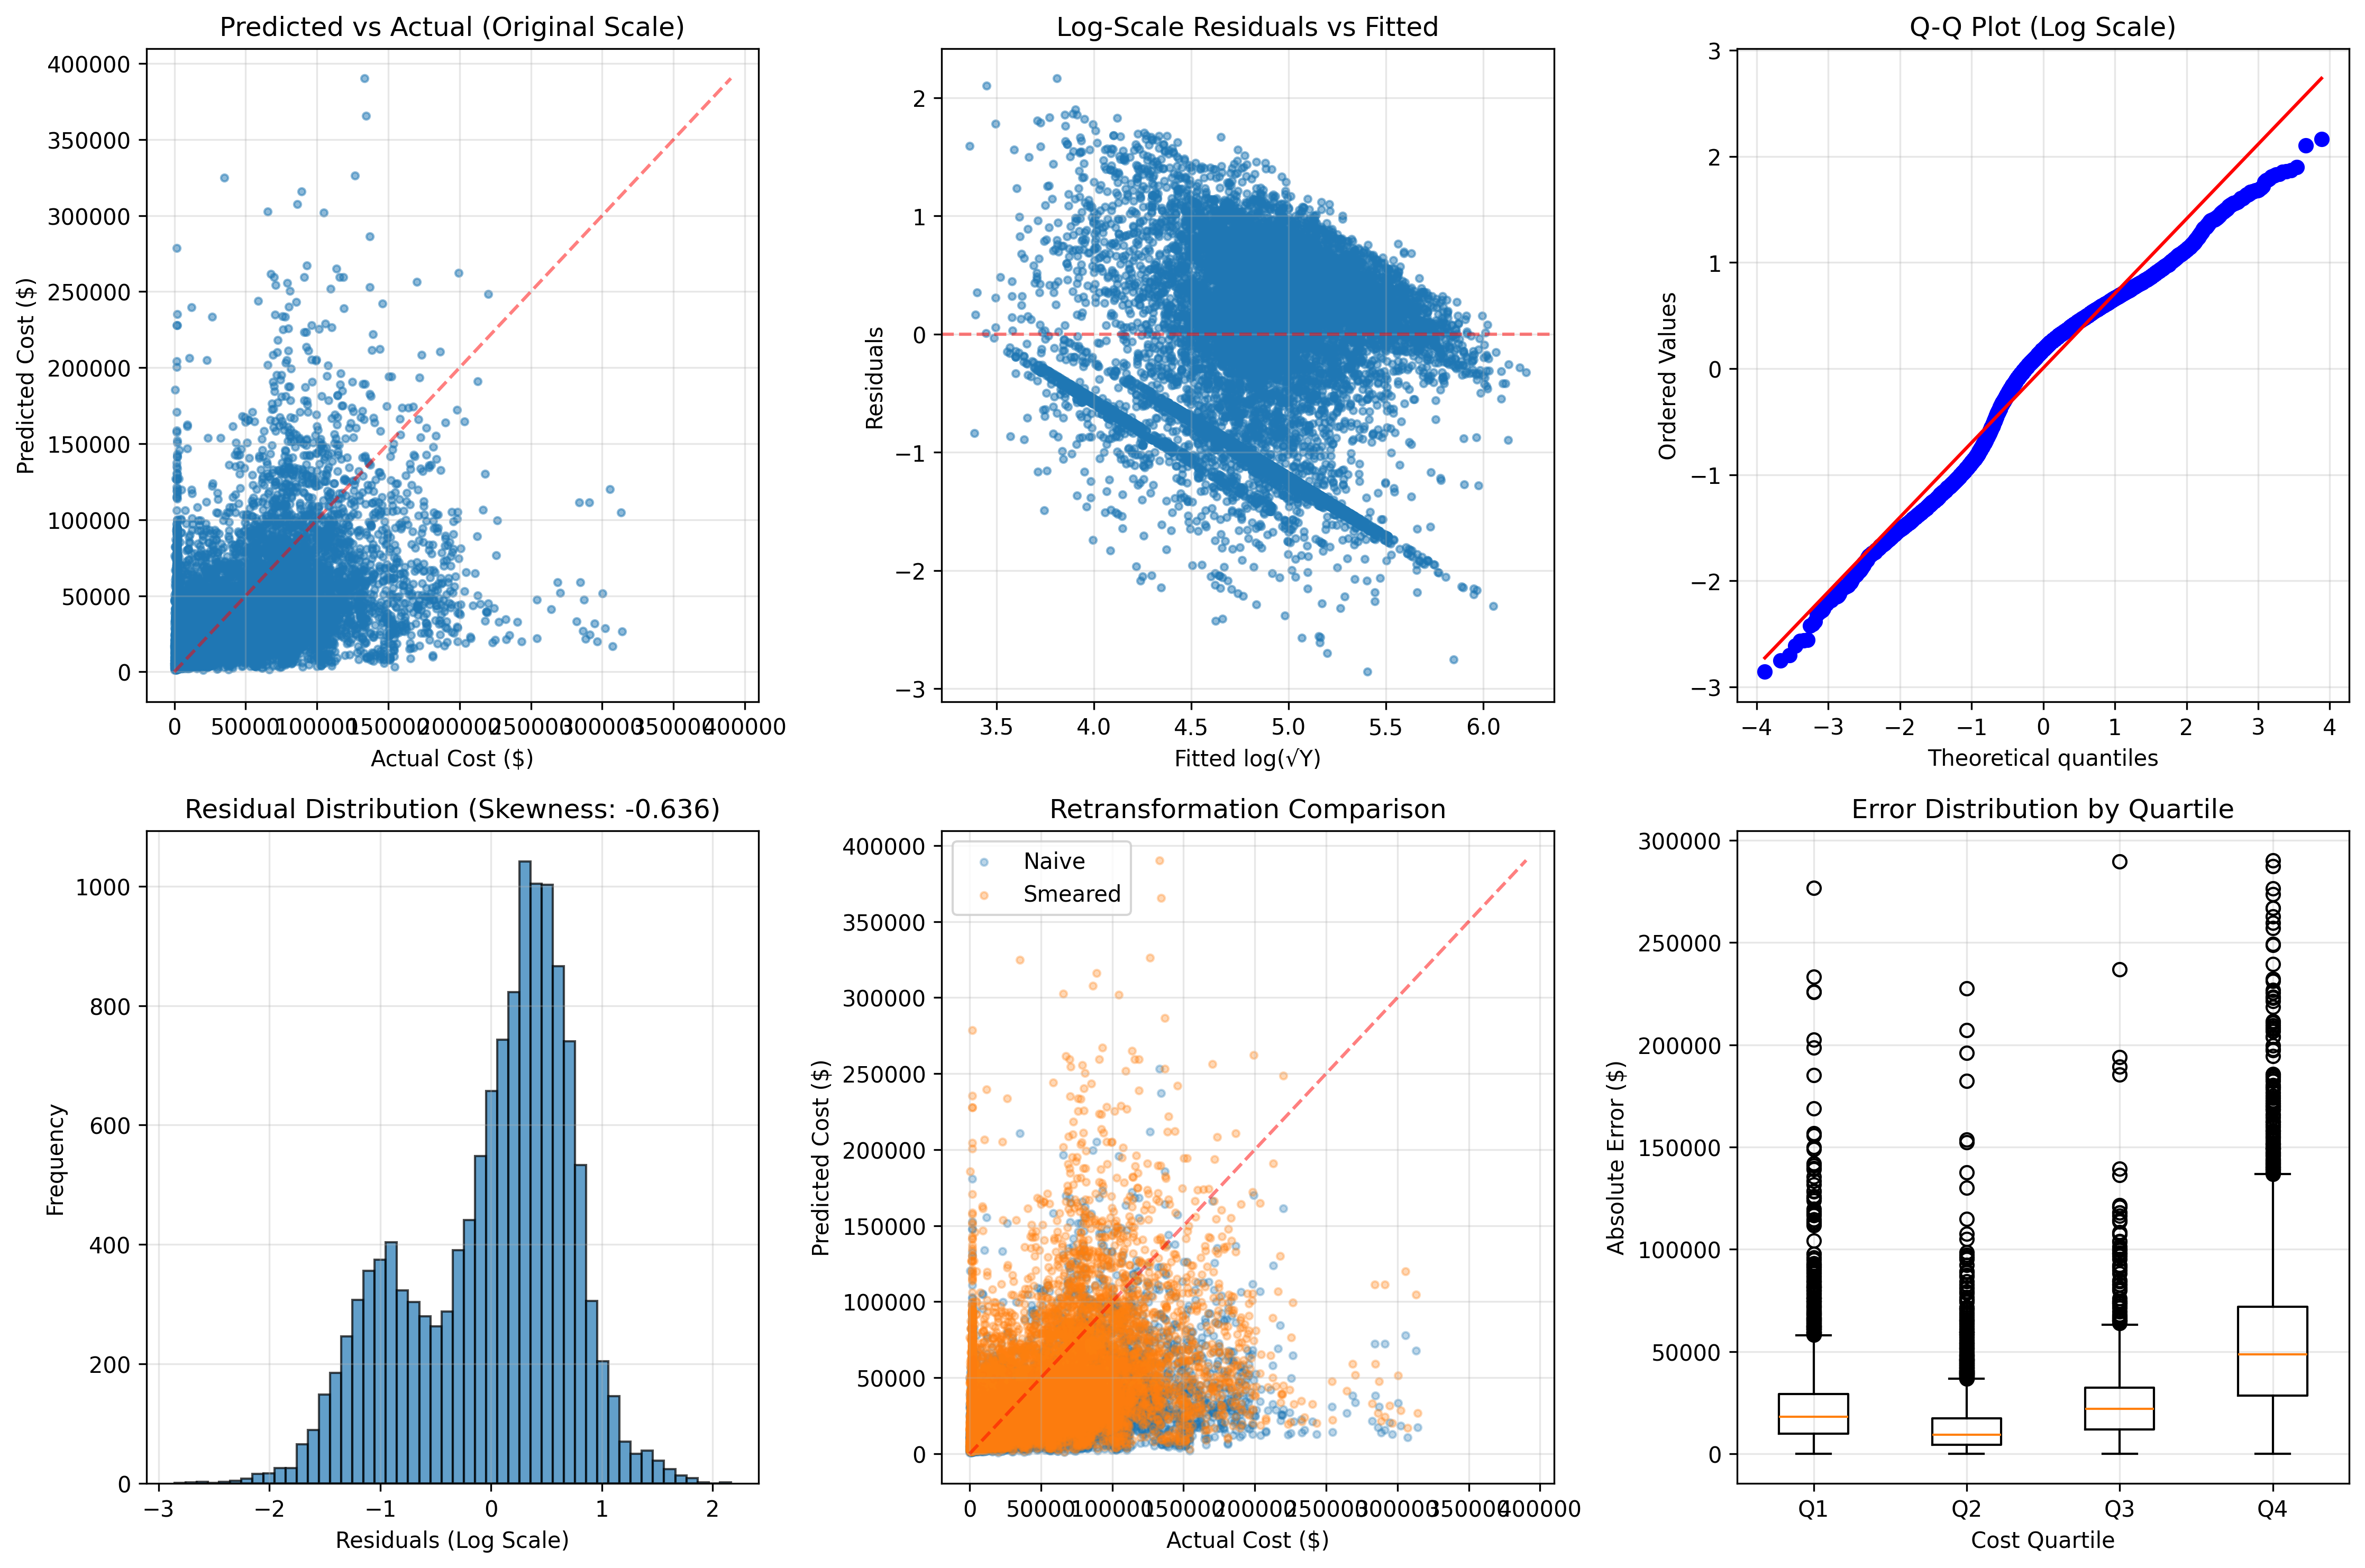 Predicted vs Actual (Original Scale)
400000
350000
300000
250000
200000
150000
100000
50000
0
Predicted Cost ($)
0 50000 100000 150000 200000 250000 300000 350000 400000
Actual Cost ($)
Log-Scale Residuals vs Fitted
2
1
0
−1
−2
−3
Residuals
3.5 4.0 4.5 5.0 5.5 6.0
Fitted log(√Y)
Q-Q Plot (Log Scale)
3
2
1
0
−1
−2
−3
Ordered Values
−4 −3 −2 −1 0 1 2 3 4
Theoretical quantiles
Residual Distribution (Skewness: -0.636)
1000
800
600
400
200
0
Frequency
−3 −2 −1 0 1 2
Residuals (Log Scale)
Retransformation Comparison
Naive
Smeared
400000
350000
300000
250000
200000
150000
100000
50000
0
Predicted Cost ($)
0 50000 100000 150000 200000 250000 300000 350000 400000
Actual Cost ($)
Error Distribution by Quartile
300000
250000
200000
150000
100000
50000
0
Absolute Error ($)
Q1 Q2 Q3 Q4
Cost Quartile